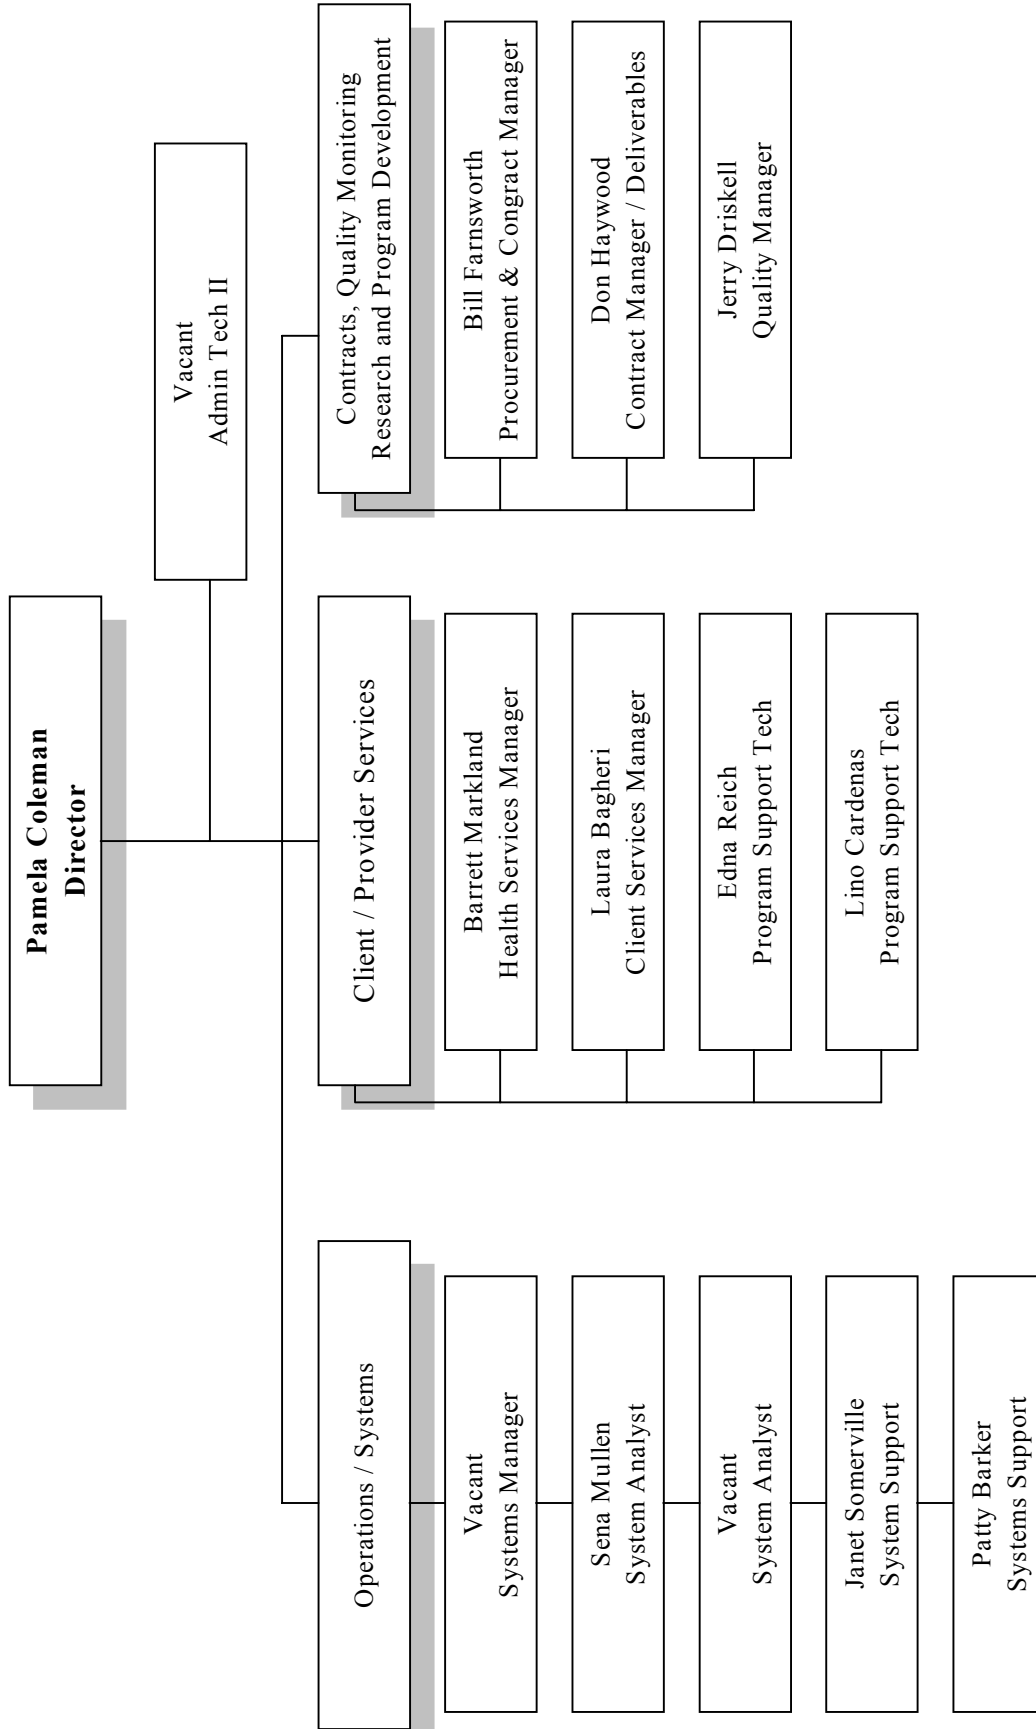 Pamela Coleman
Director
Vacant
Admin Tech II
Operations / Systems
Vacant
Systems Manager
Sena Mullen
System Analyst
Vacant
System Analyst
Janet Somerville
System Support
Patty Barker
Systems Support
Client / Provider Services
Barrett Markland
Health Services Manager
Laura Bagheri
Client Services Manager
Edna Reich
Program Support Tech
Lino Cardenas
Program Support Tech
Contracts, Quality Monitoring
Research and Program Development
Bill Farnsworth
Procurement & Congract Manager
Don Haywood
Contract Manager / Deliverables
Jerry Driskell
Quality Manager